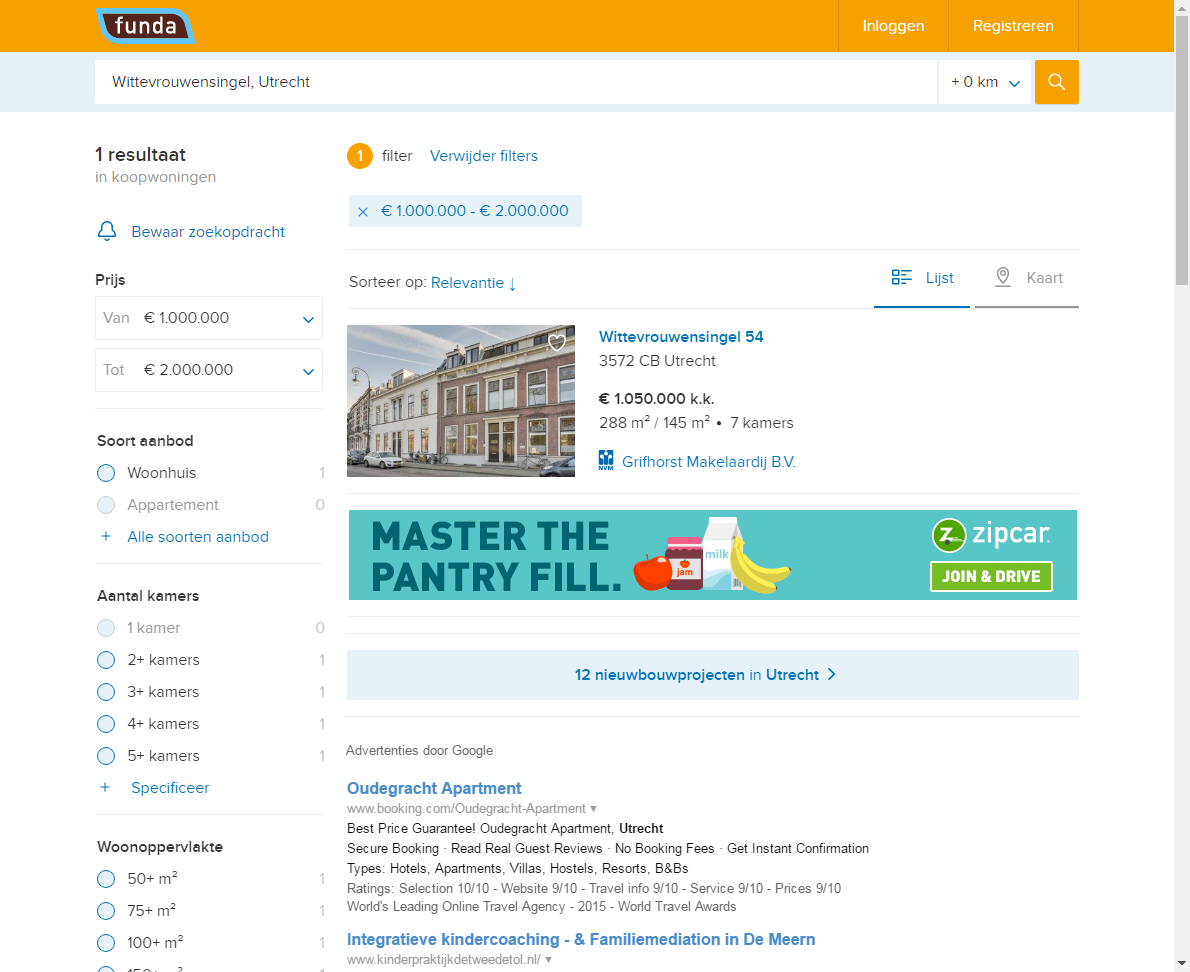 funda
Inloggen
Registreren
Wittevrouwensingel, Utrecht
+ 0 km
1 resultaat
in koopwoningen
Bewaar zoekopdracht
Prijs
Van € 1.000.000
Tot € 2.000.000
Soort aanbod
Woonhuis 1
Appartement 0
+ Alle soorten aanbod
Aantal kamers
1 kamer 0
2+ kamers 1
3+ kamers 1
4+ kamers 1
5+ kamers 1
+ Specificeer
Woonoppervlakte
50+ m² 1
75+ m² 1
100+ m² 1
1 filter Verwijder filters
× € 1.000.000 - € 2.000.000
Sorteer op: Relevantie ↓
Lijst
Kaart
Wittevrouwensingel 54
3572 CB Utrecht
€ 1.050.000 k.k.
288 m² / 145 m² • 7 kamers
NVM Grifhorst Makelaardij B.V.
MASTER THE
PANTRY FILL.
jam
milk
zipcar.
JOIN & DRIVE
12 nieuwbouwprojecten in Utrecht
Advertenties door Google
Oudegracht Apartment
www.booking.com/Oudegracht-Apartment ▼
Best Price Guarantee! Oudegracht Apartment, Utrecht
Secure Booking · Read Real Guest Reviews · No Booking Fees · Get Instant Confirmation
Types: Hotels, Apartments, Villas, Hostels, Resorts, B&Bs
Ratings: Selection 10/10 - Website 9/10 - Travel info 9/10 - Service 9/10 - Prices 9/10
World's Leading Online Travel Agency - 2015 - World Travel Awards
Integratieve kindercoaching - & Familiemediation in De Meern
www.kinderpraktijkdetweedetol.nl/ ▼